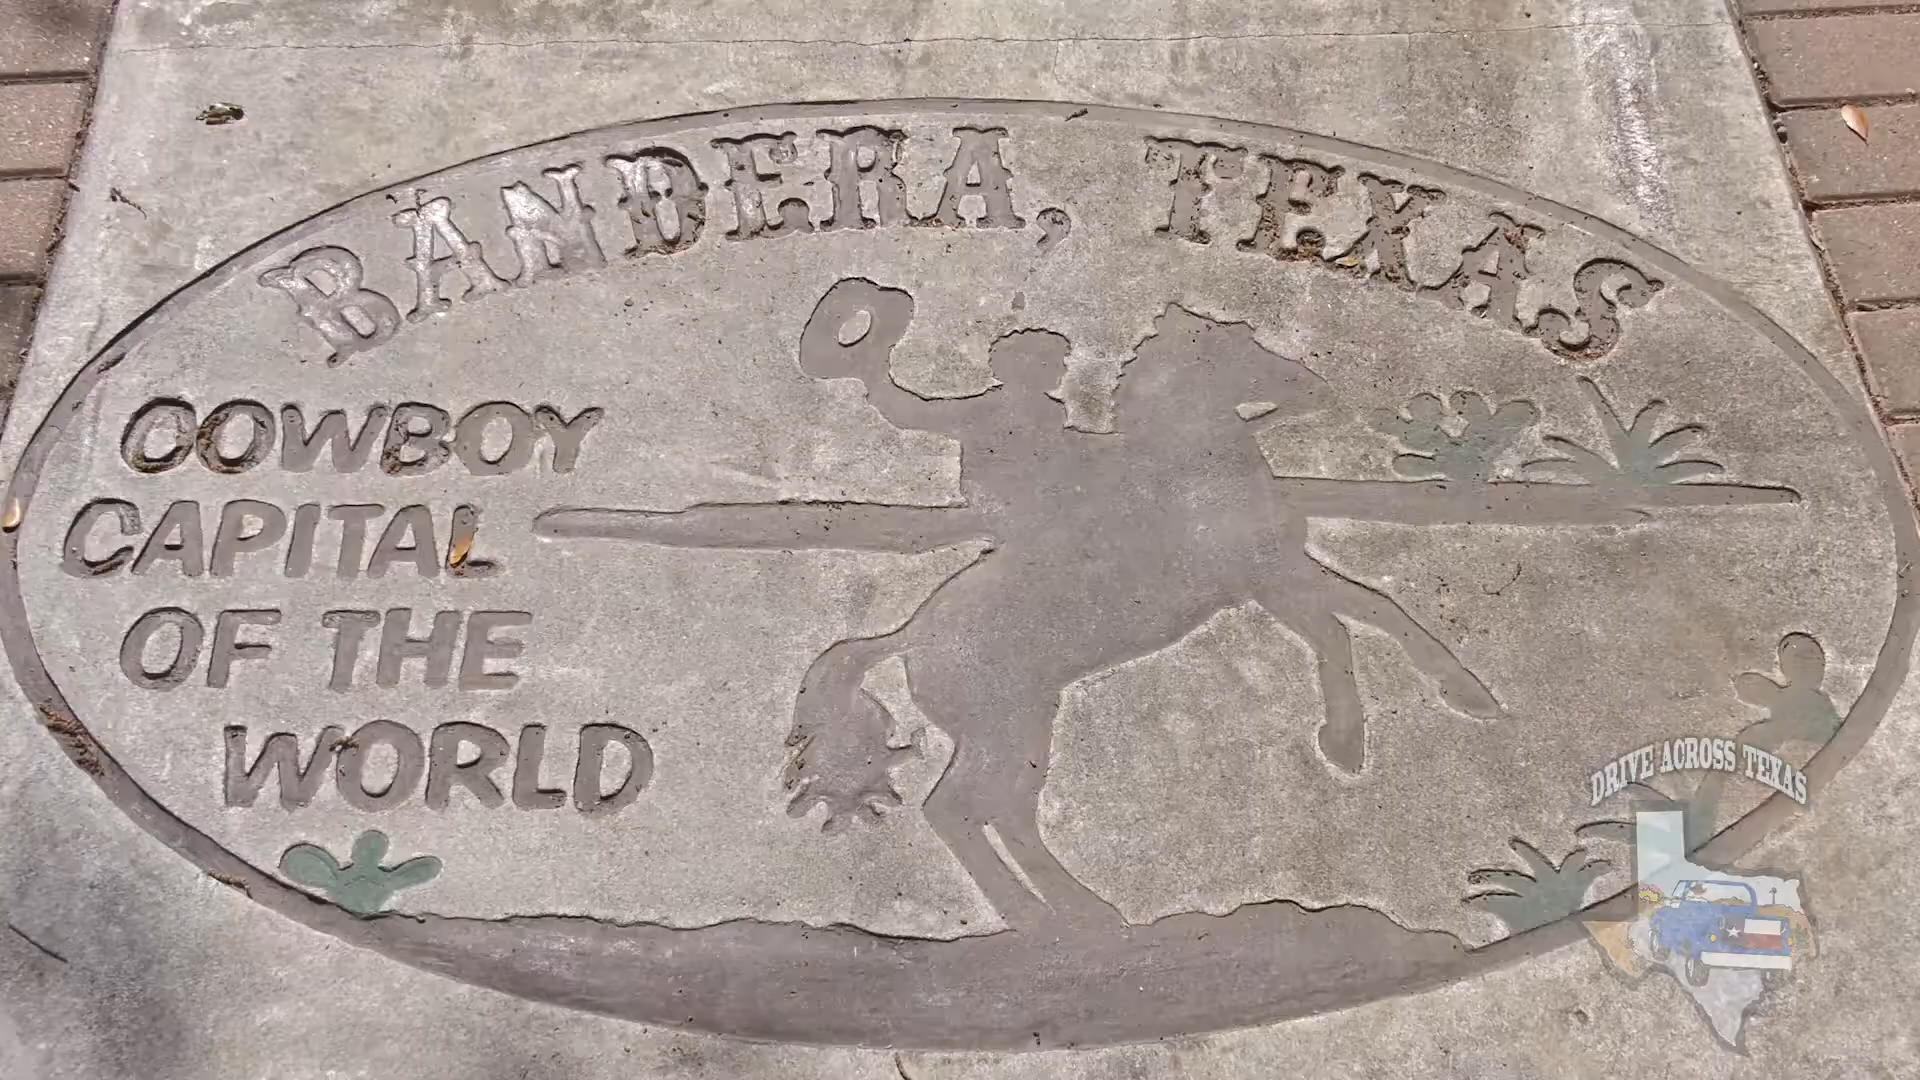 BANDERA, TEXAS
COWBOY
CAPITAL
OF THE
WORLD
DRIVE ACROSS TEXAS